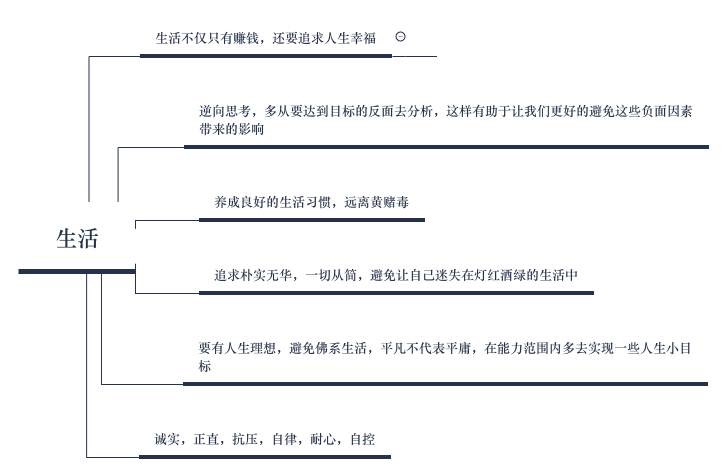 生活不仅只有赚钱，还要追求人生幸福
逆向思考，多从要达到目标的反面去分析，这样有助于让我们更好的避免这些负面因素
带来的影响
养成良好的生活习惯，远离黄赌毒
生活
追求朴实无华，一切从简，避免让自己迷失在灯红酒绿的生活中
要有人生理想，避免佛系生活，平凡不代表平庸，在能力范围内多去实现一些人生小目
标
诚实，正直，抗压，自律，耐心，自控